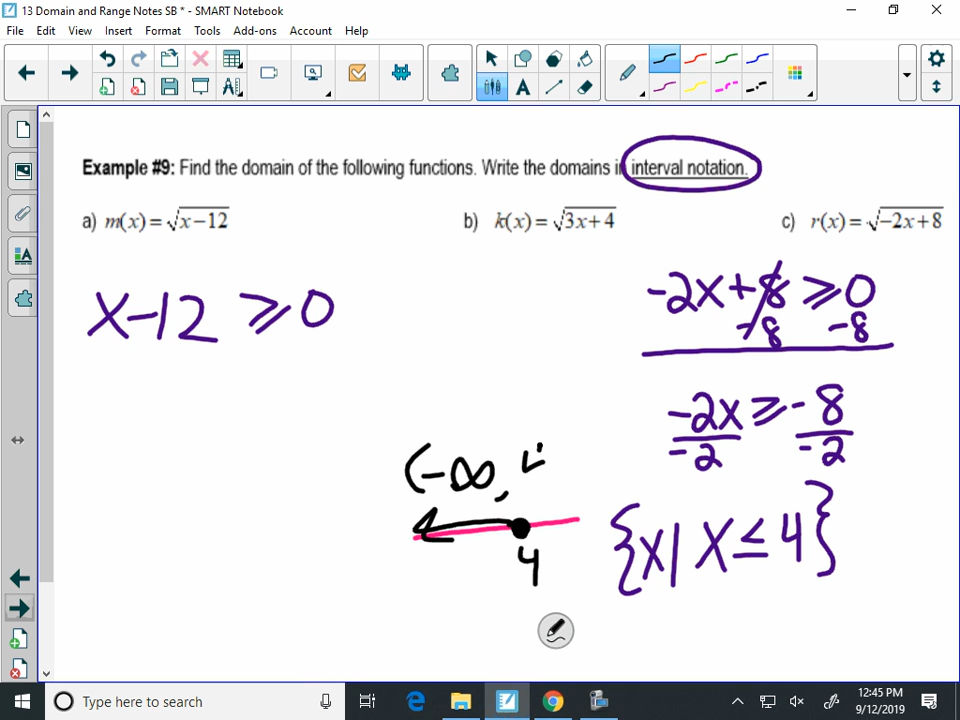 13 Domain and Range Notes SB * - SMART Notebook
File Edit View Insert Format Tools Add-ons Account Help
Example #9: Find the domain of the following functions. Write the domains in interval notation.
a) m(x) = √x−12
b) k(x) = √3x+4
c) r(x) = √−2x+8
x-12 ≥ 0
-2x+8 ≥ 0
-8 -8
-2x ≥ -8
-2 -2
(-∞,
4
{x| x ≤ 4}
Type here to search
12:45 PM
9/12/2019